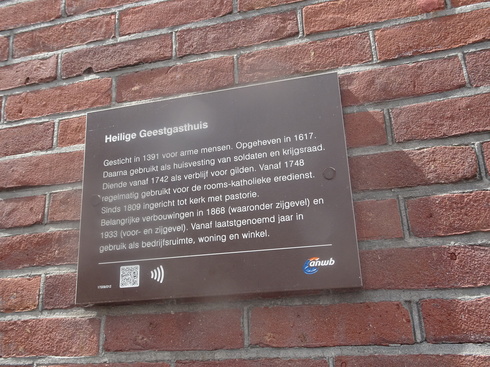 Heilige Geestgasthuis
Gesticht in 1391 voor arme mensen. Opgeheven in 1617.
Daarna gebruikt als huisvesting van soldaten en krijgsraad.
Diende vanaf 1742 als verblijf voor gilden. Vanaf 1748
regelmatig gebruikt voor de rooms-katholieke eredienst.
Sinds 1809 ingericht tot kerk met pastorie.
Belangrijke verbouwingen in 1868 (waaronder zijgevel) en
1933 (voor- en zijgevel). Vanaf laatstgenoemd jaar in
gebruik als bedrijfsruimte, woning en winkel.
anwb